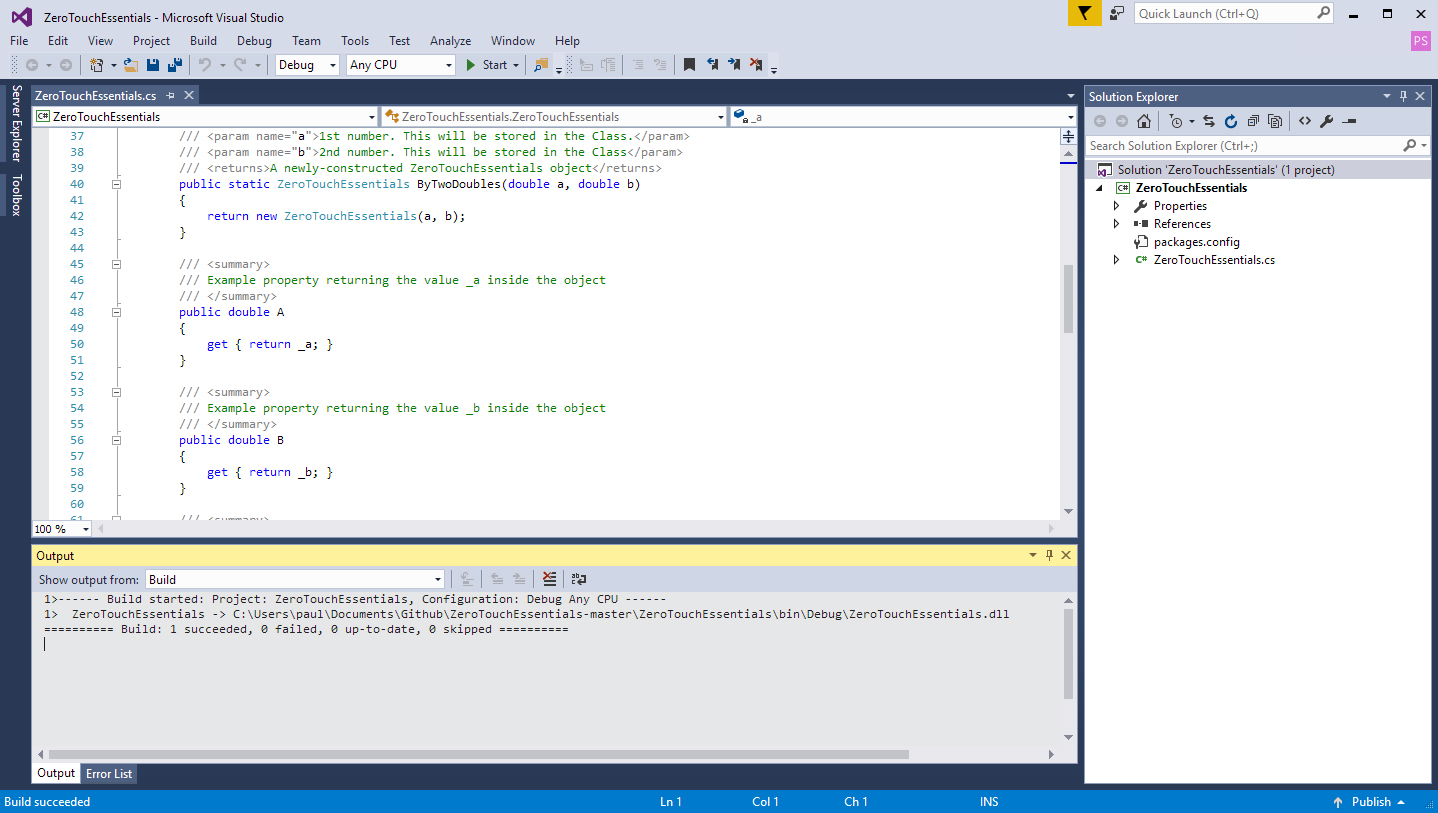 ZeroTouchEssentials - Microsoft Visual Studio
Quick Launch (Ctrl+Q)
File Edit View Project Build Debug Team Tools Test Analyze Window Help
PS
Debug Any CPU Start
Server Explorer
Toolbox
ZeroTouchEssentials.cs
C# ZeroTouchEssentials ZeroTouchEssentials.ZeroTouchEssentials _a
37 /// <param name="a">1st number. This will be stored in the Class.</param>
38 /// <param name="b">2nd number. This will be stored in the Class</param>
39 /// <returns>A newly-constructed ZeroTouchEssentials object</returns>
40 public static ZeroTouchEssentials ByTwoDoubles(double a, double b)
41 {
42 return new ZeroTouchEssentials(a, b);
43 }
44
45 /// <summary>
46 /// Example property returning the value _a inside the object
47 /// </summary>
48 public double A
49 {
50 get { return _a; }
51 }
52
53 /// <summary>
54 /// Example property returning the value _b inside the object
55 /// </summary>
56 public double B
57 {
58 get { return _b; }
59 }
60
61 /// <summary>
100 %
Output
Show output from: Build
1>------ Build started: Project: ZeroTouchEssentials, Configuration: Debug Any CPU ------
1>  ZeroTouchEssentials -> C:\Users\paul\Documents\Github\ZeroTouchEssentials-master\ZeroTouchEssentials\bin\Debug\ZeroTouchEssentials.dll
========== Build: 1 succeeded, 0 failed, 0 up-to-date, 0 skipped ==========
Output Error List
Solution Explorer
Search Solution Explorer (Ctrl+;)
Solution 'ZeroTouchEssentials' (1 project)
C# ZeroTouchEssentials
Properties
References
packages.config
C# ZeroTouchEssentials.cs
Build succeeded Ln 1 Col 1 Ch 1 INS Publish